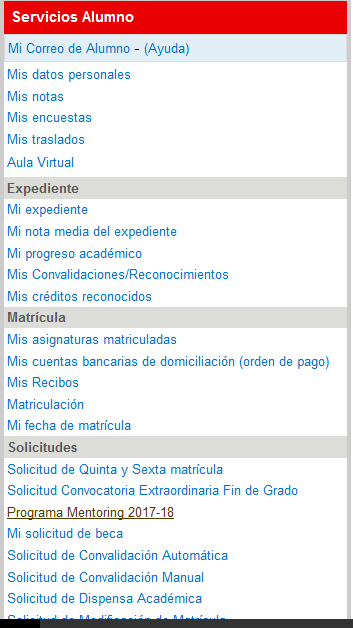 Servicios Alumno
Mi Correo de Alumno - (Ayuda)
Mis datos personales
Mis notas
Mis encuestas
Mis traslados
Aula Virtual
Expediente
Mi expediente
Mi nota media del expediente
Mi progreso académico
Mis Convalidaciones/Reconocimientos
Mis créditos reconocidos
Matrícula
Mis asignaturas matriculadas
Mis cuentas bancarias de domiciliación (orden de pago)
Mis Recibos
Matriculación
Mi fecha de matrícula
Solicitudes
Solicitud de Quinta y Sexta matrícula
Solicitud Convocatoria Extraordinaria Fin de Grado
Programa Mentoring 2017-18
Mi solicitud de beca
Solicitud de Convalidación Automática
Solicitud de Convalidación Manual
Solicitud de Dispensa Académica
Solicitud de Modificación de Matrícula